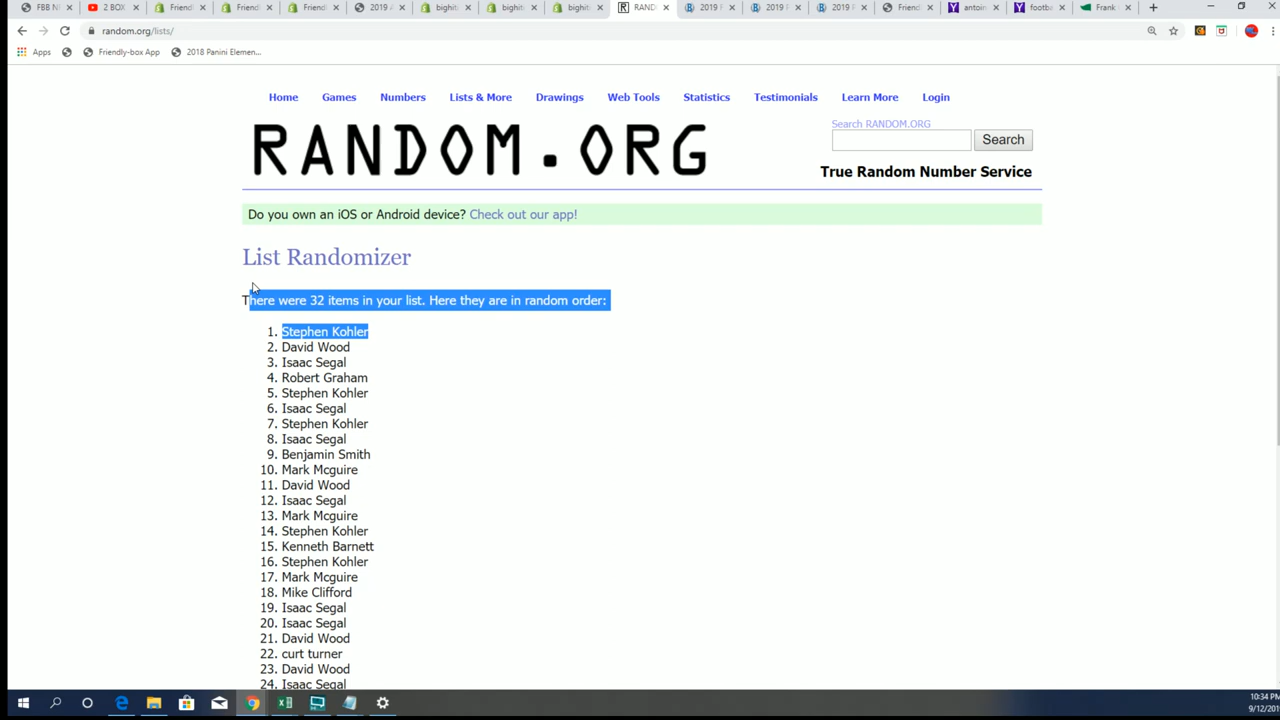 FBB N
2 BOX
Friendl
Friendl
Friendl
2019 A
bighit
bighit
bighit
RAND
2019 F
2019 F
2019 F
Friend
antoin
footba
Frank
random.org/lists/
Apps
Friendly-box App
2018 Panini Elemen...
Home Games Numbers Lists & More Drawings Web Tools Statistics Testimonials Learn More Login
RANDOM.ORG
Search RANDOM.ORG
Search
True Random Number Service
Do you own an iOS or Android device? Check out our app!
List Randomizer
There were 32 items in your list. Here they are in random order:
1. Stephen Kohler
2. David Wood
3. Isaac Segal
4. Robert Graham
5. Stephen Kohler
6. Isaac Segal
7. Stephen Kohler
8. Isaac Segal
9. Benjamin Smith
10. Mark Mcguire
11. David Wood
12. Isaac Segal
13. Mark Mcguire
14. Stephen Kohler
15. Kenneth Barnett
16. Stephen Kohler
17. Mark Mcguire
18. Mike Clifford
19. Isaac Segal
20. Isaac Segal
21. David Wood
22. curt turner
23. David Wood
24. Isaac Segal
10:34 PM
9/12/20